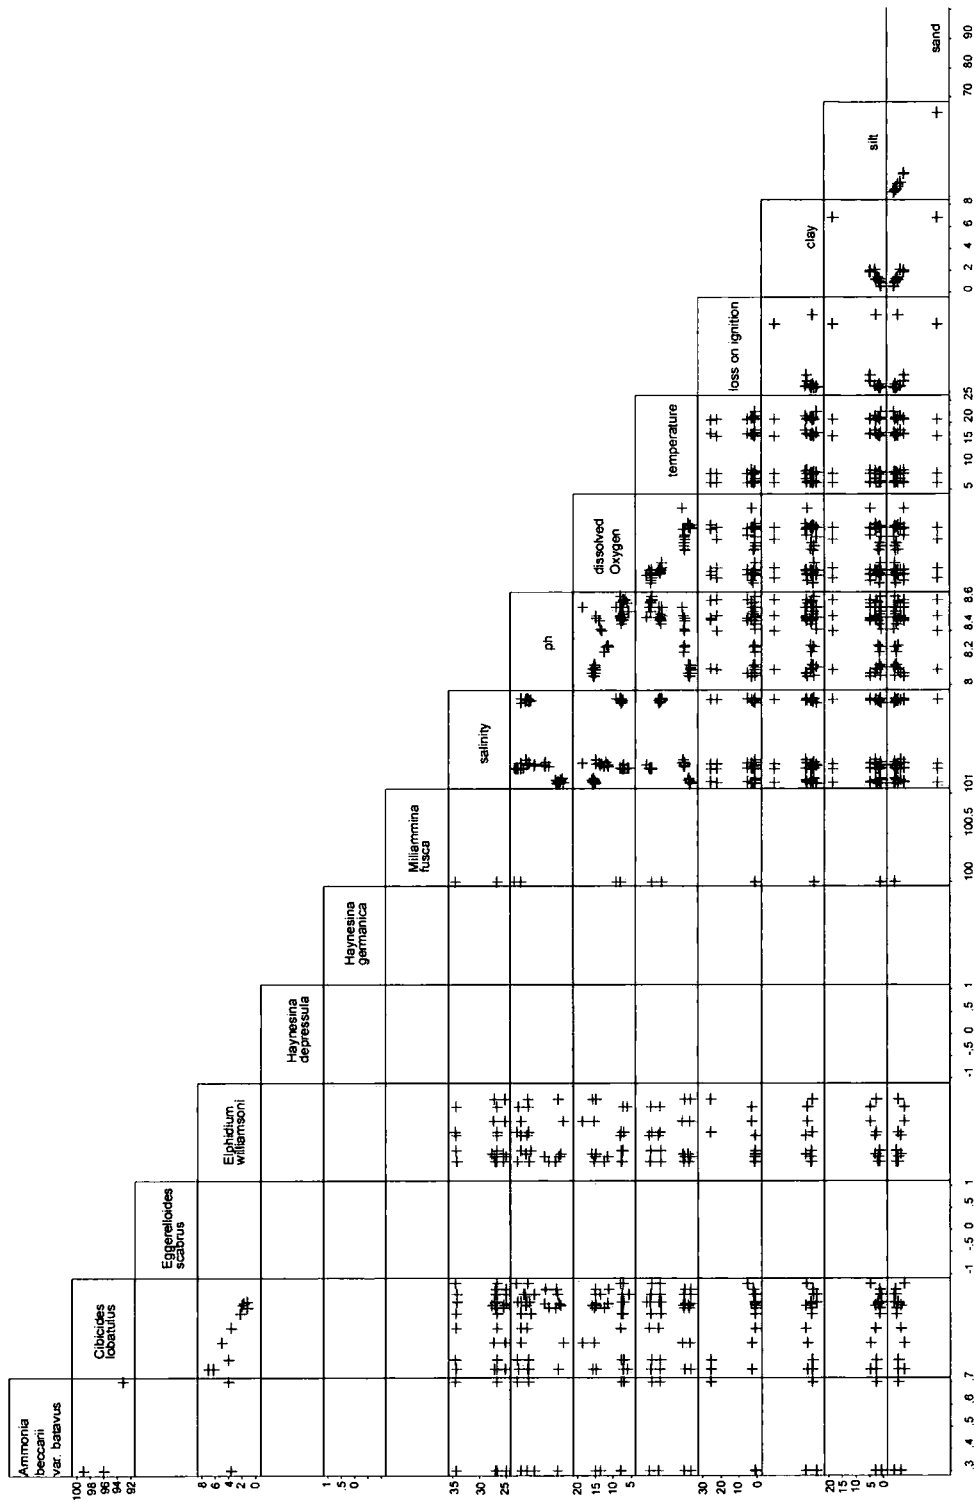 Ammonia
beccarii
var. batavus
Cibicides
lobatulus
Eggerelloides
scabrus
Elphidium
williamsoni
Haynesina
depressula
Haynesina
germanica
Miliammina
fusca
salinity
ph
dissolved
Oxygen
temperature
loss on ignition
clay
silt
sand
100
98
96
94
92
8
6
4
2
0
1
.5
0
35
30
25
25
20
15
10
15
10
5
30
20
10
0
20
15
10
5
0
.3 .4 .5 .6 .7
-1 -.5 0 .5 1
-1 -.5 0 .5 1
100 100.5 101
8 8.2 8.4 8.6
5 10 15 20 25
0 2 4 6 8
70 80 90